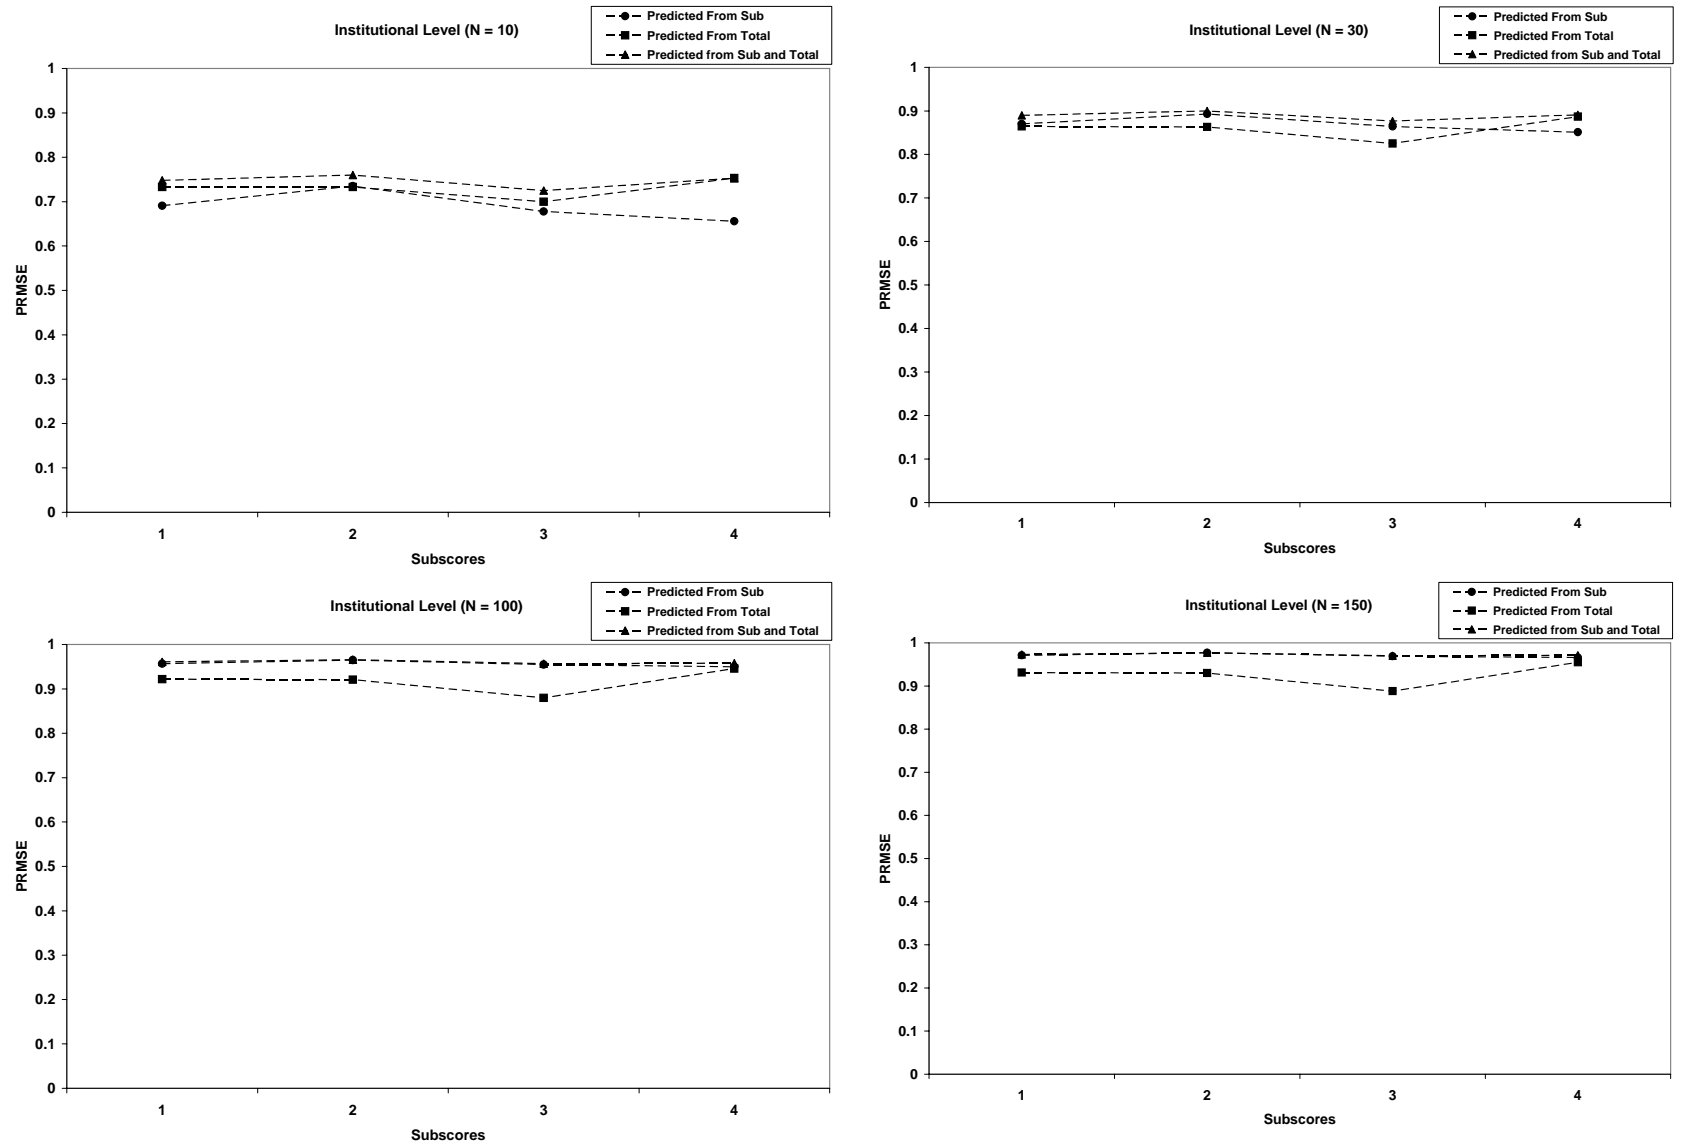 Institutional Level (N = 10)
Predicted From Sub
Predicted From Total
Predicted from Sub and Total
1
0.9
0.8
0.7
0.6
0.5
0.4
0.3
0.2
0.1
0
PRMSE
1 2 3 4
Subscores
Institutional Level (N = 30)
Predicted From Sub
Predicted From Total
Predicted from Sub and Total
1
0.9
0.8
0.7
0.6
0.5
0.4
0.3
0.2
0.1
0
PRMSE
1 2 3 4
Subscores
Institutional Level (N = 100)
Predicted From Sub
Predicted From Total
Predicted from Sub and Total
1
0.9
0.8
0.7
0.6
0.5
0.4
0.3
0.2
0.1
0
PRMSE
1 2 3 4
Subscores
Institutional Level (N = 150)
Predicted From Sub
Predicted From Total
Predicted from Sub and Total
1
0.9
0.8
0.7
0.6
0.5
0.4
0.3
0.2
0.1
0
PRMSE
1 2 3 4
Subscores